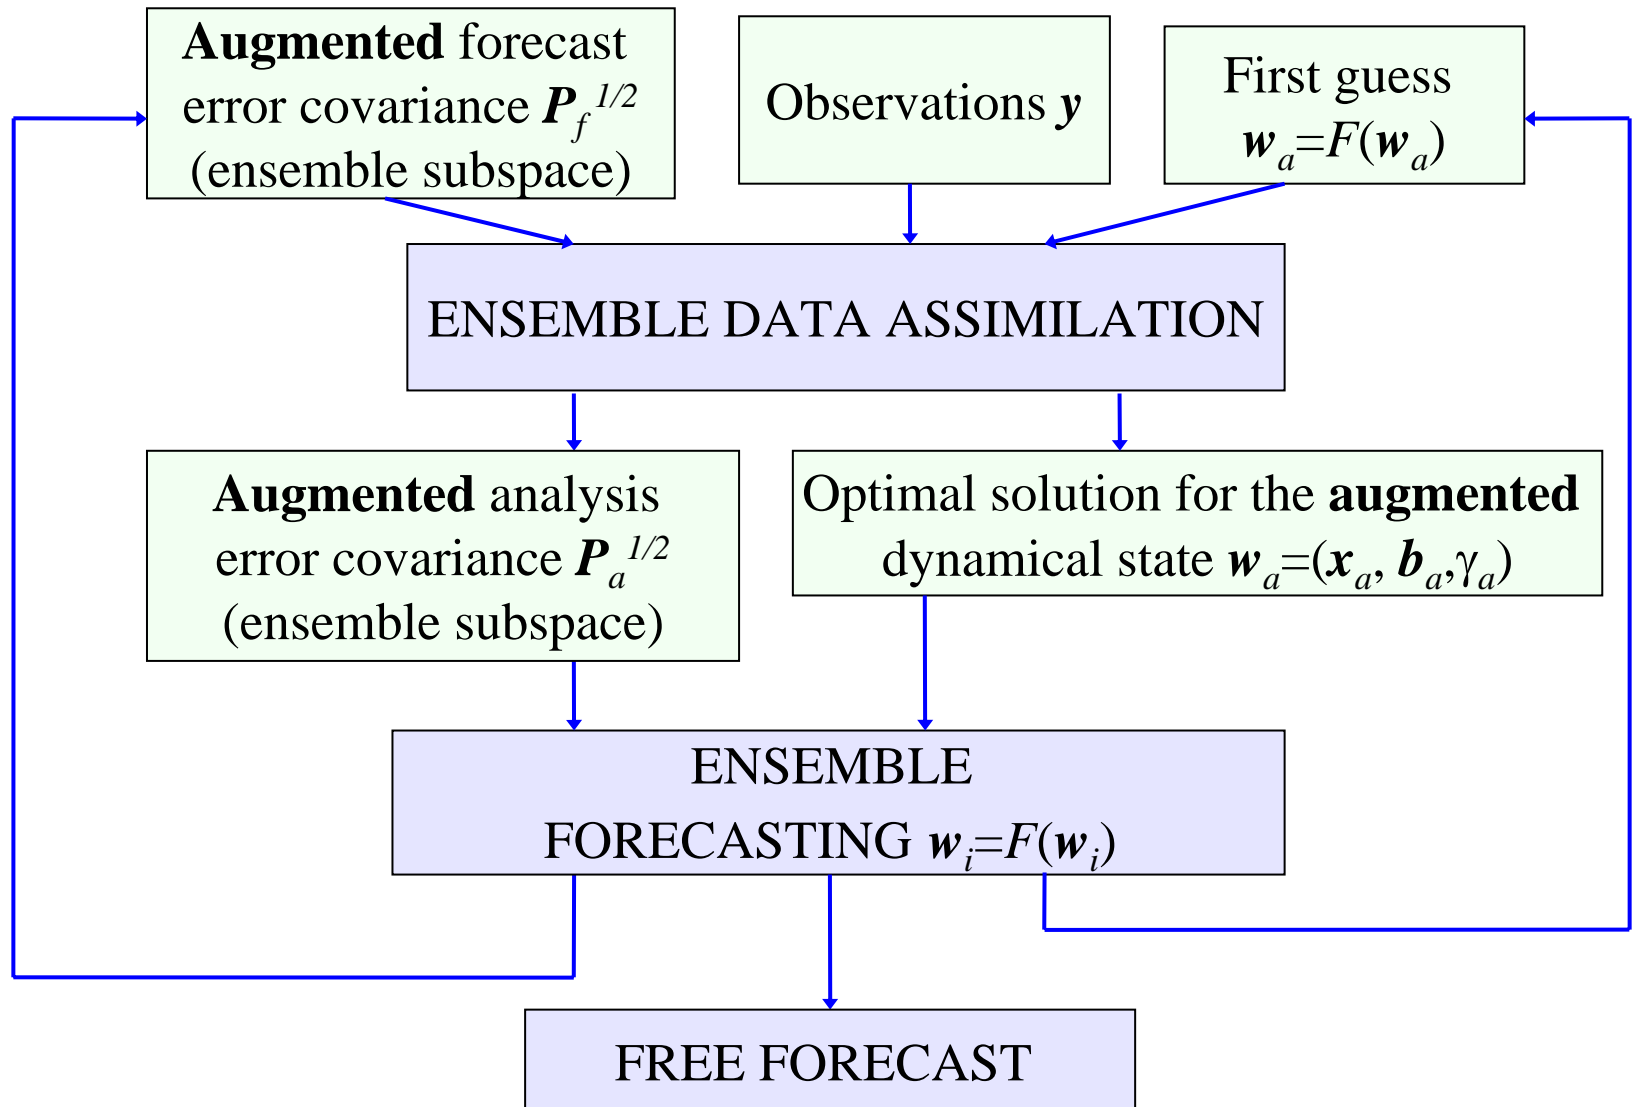 Augmented forecast
error covariance P_f^1/2
(ensemble subspace)
Observations y
First guess
w_a=F(w_a)
ENSEMBLE DATA ASSIMILATION
Augmented analysis
error covariance P_a^1/2
(ensemble subspace)
Optimal solution for the augmented
dynamical state w_a=(x_a, b_a,γ_a)
ENSEMBLE
FORECASTING w_i=F(w_i)
FREE FORECAST